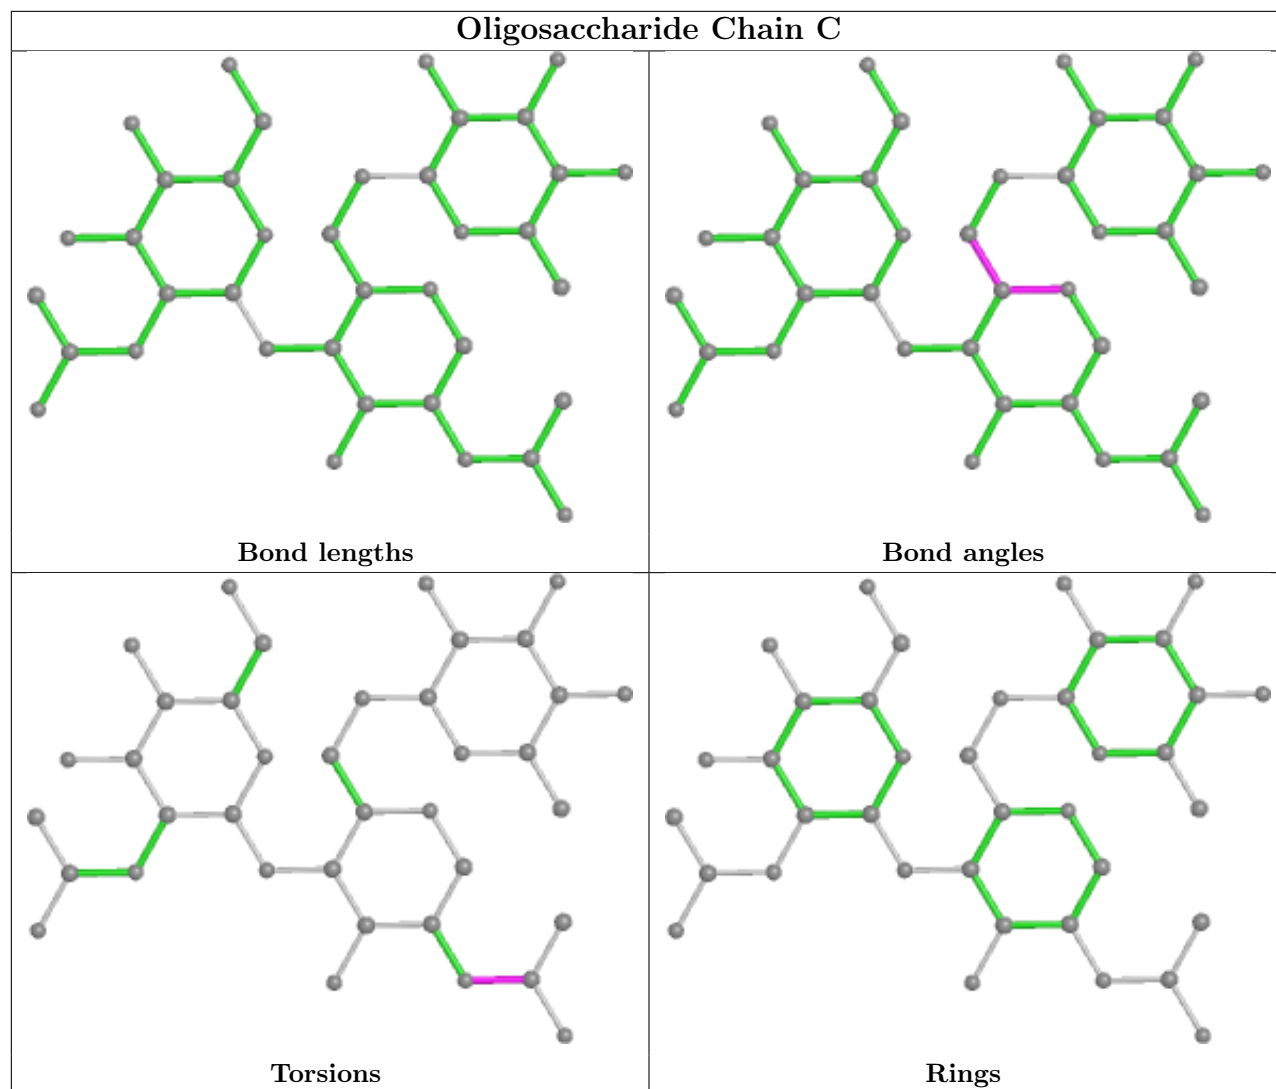 Oligosaccharide Chain C
Bond lengths
Bond angles
Torsions
Rings